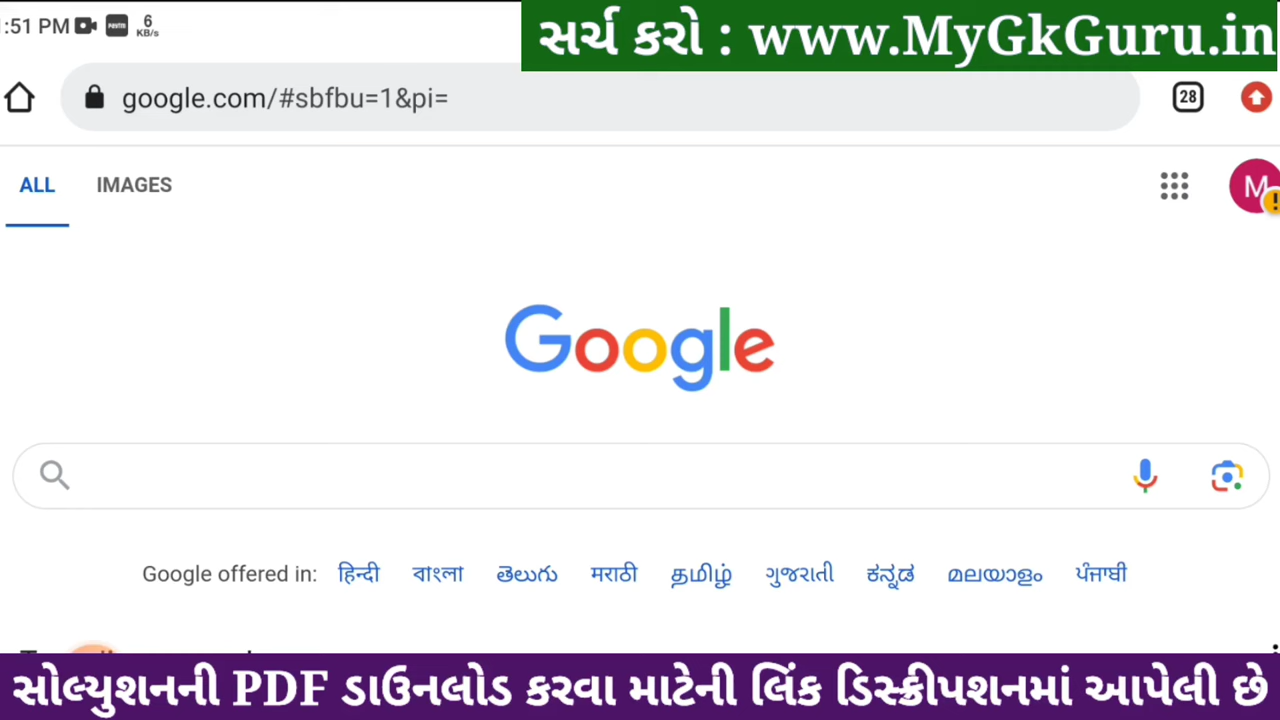 :51 PM
paytm
6
KB/s
સર્ચ કરો : www.MyGkGuru.in
google.com/#sbfbu=1&pi=
28
ALL IMAGES
M
Google
Google offered in: हिन्दी বাংলা తెలుగు मराठी தமிழ் ગુજરાતી ಕನ್ನಡ മലയാളം ਪੰਜਾਬੀ
સોલ્યુશનની PDF ડાઉનલોડ કરવા માટેની લિંક ડિસ્ક્રીપશનમાં આપેલી છે